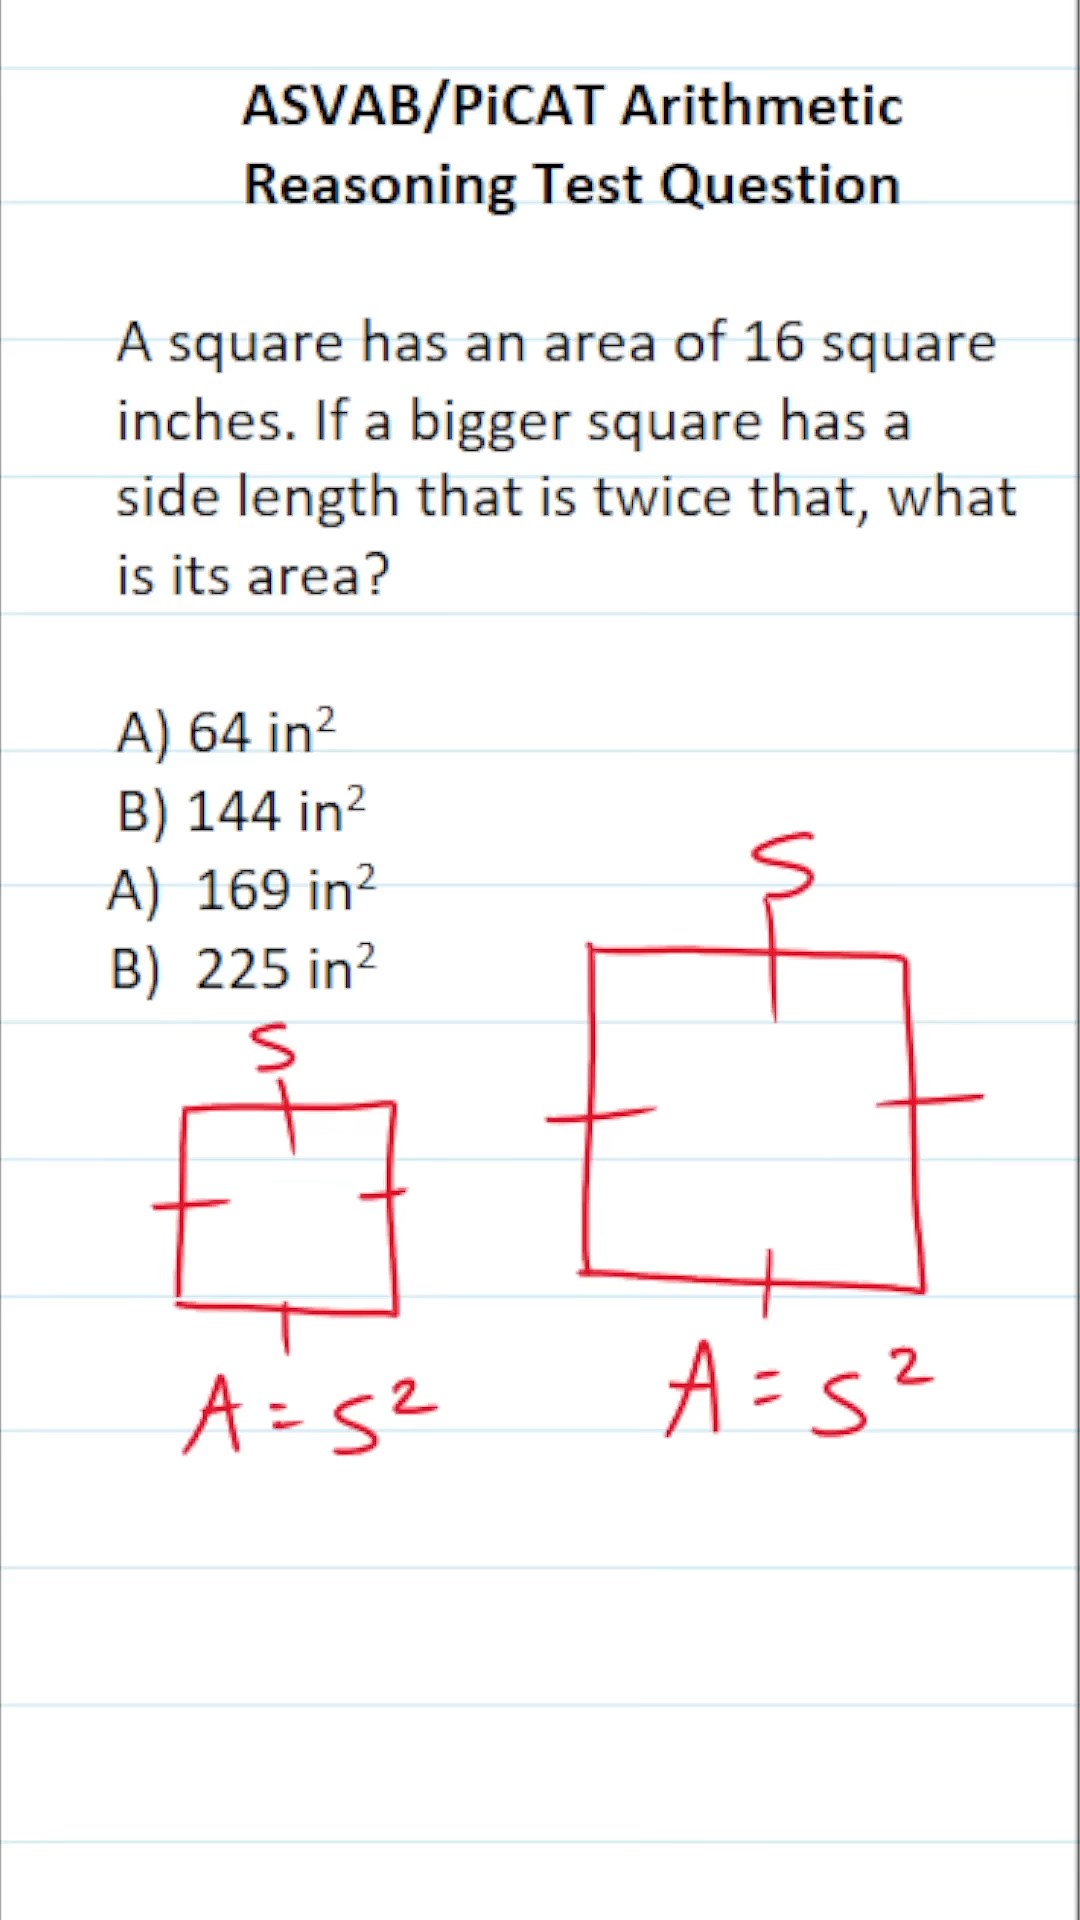 ASVAB/PiCAT Arithmetic
Reasoning Test Question
A square has an area of 16 square
inches. If a bigger square has a
side length that is twice that, what
is its area?
A) 64 in²
B) 144 in²
A) 169 in²
B) 225 in²
S
S
A = s²
A = s²